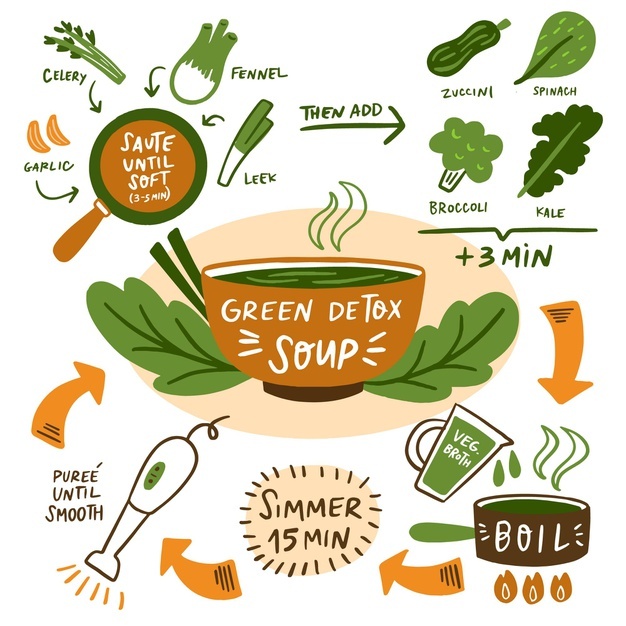 CELERY
FENNEL
GARLIC
LEEK
SAUTE
UNTIL
SOFT
(3-5 MIN)
THEN ADD
ZUCCINI
SPINACH
BROCCOLI
KALE
+3 MIN
GREEN DETOX
SOUP
VEG.
BROTH
BOIL
SIMMER
15 MIN
PUREÉ
UNTIL
SMOOTH